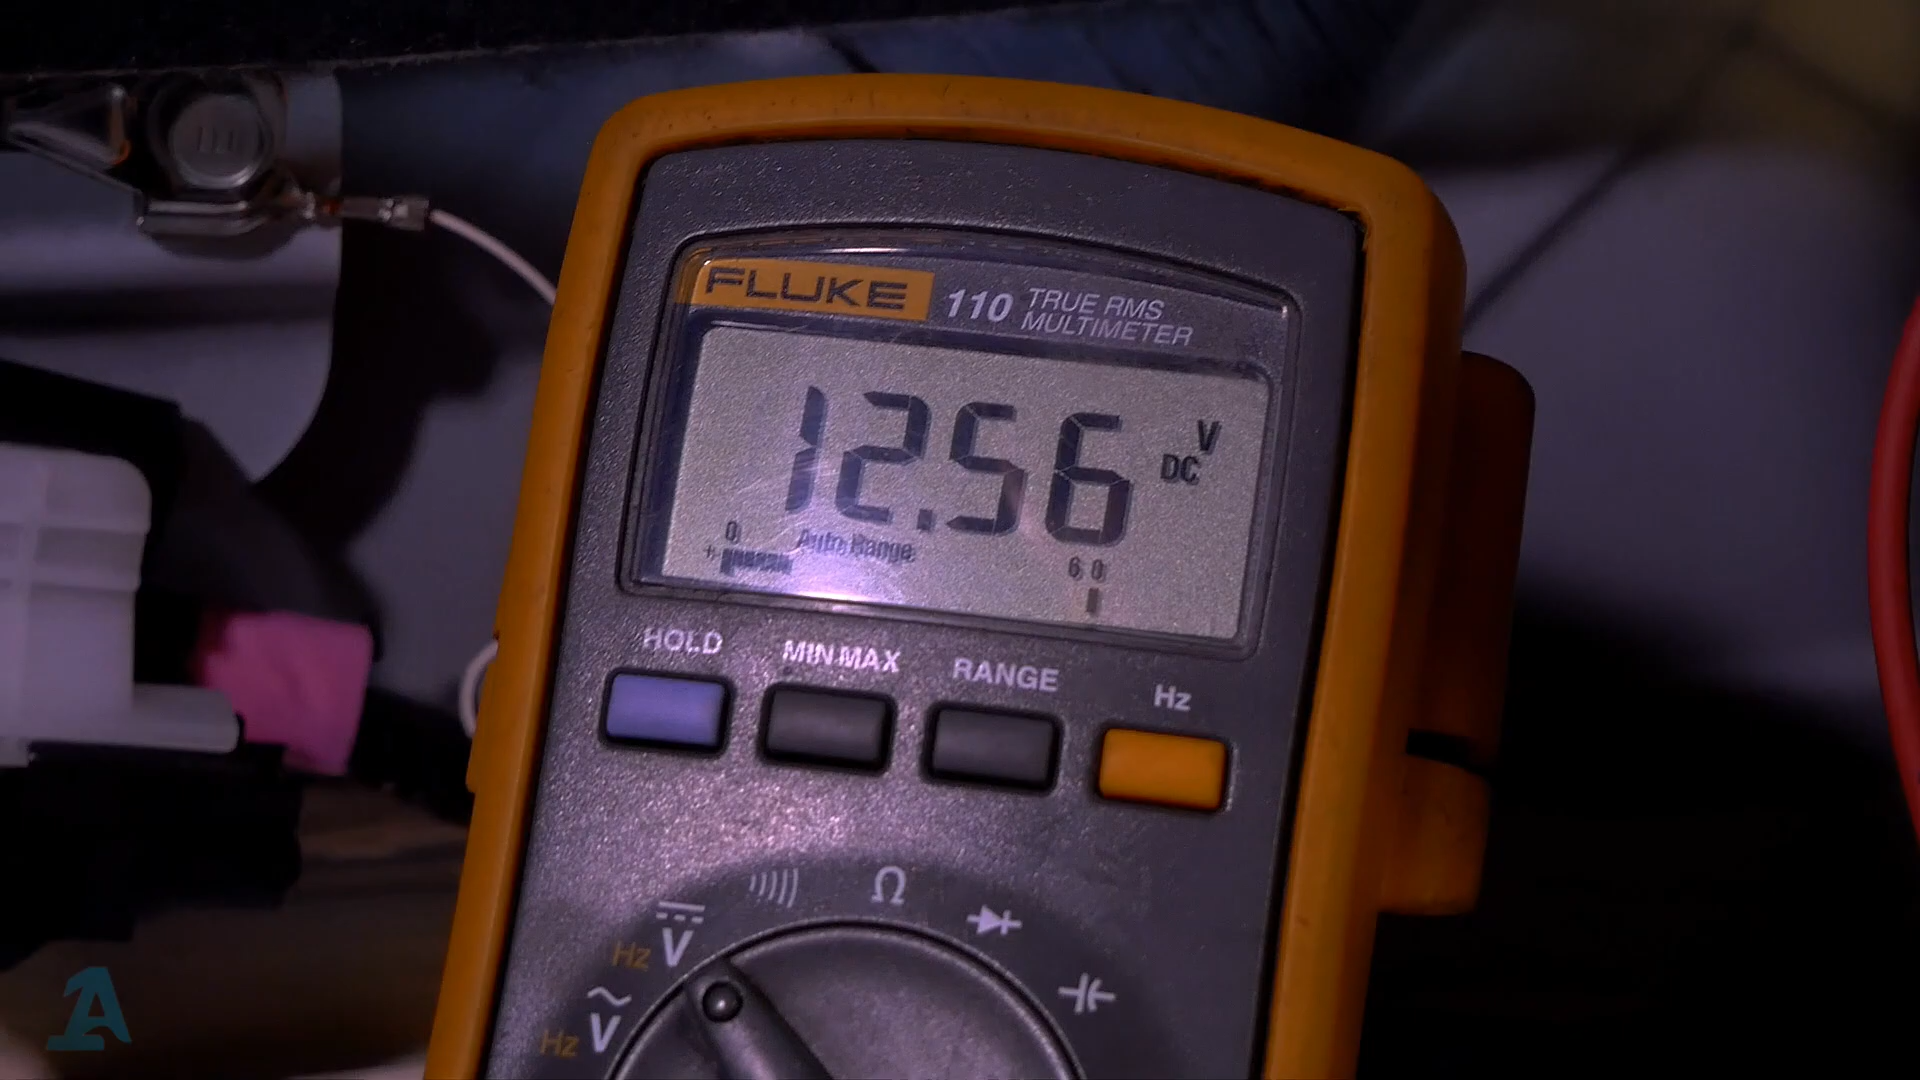 FLUKE 110 TRUE RMS
MULTIMETER
12.56 V
DC
0 Auto Range 60
HOLD MIN MAX RANGE Hz
Ω
Hz V
Hz V
1A